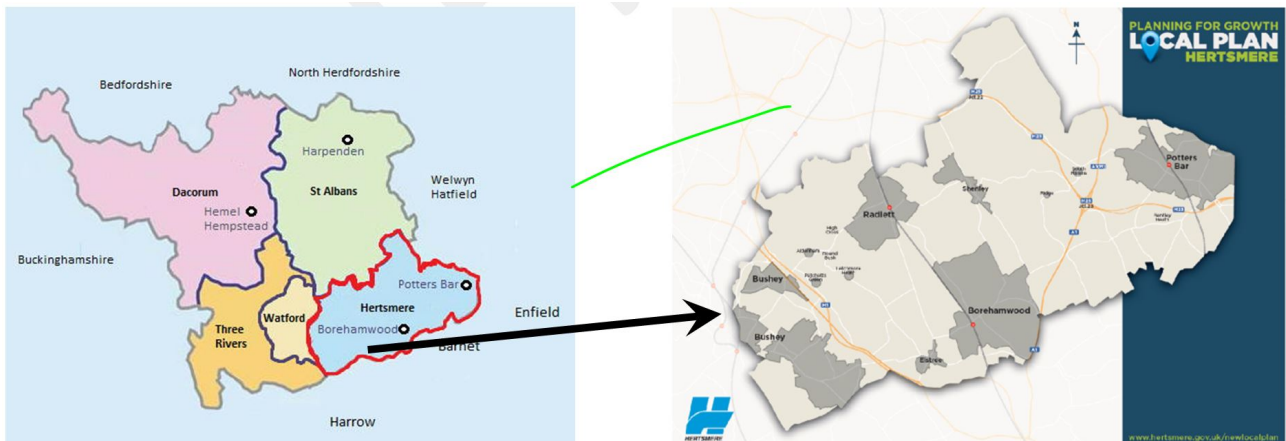 Bedfordshire
North Herdfordshire
Harpenden
Dacorum
St Albans
Welwyn
Hatfield
Hemel
Hempstead
Buckinghamshire
Potters Bar
Hertsmere
Three
Rivers
Watford
Borehamwood
Enfield
Barnet
Harrow
PLANNING FOR GROWTH
LOCAL PLAN
HERTSMERE
N
Potters
Bar
Shenley
Radlett
Bushey
Borehamwood
Bushey
Elstree
HERTSMERE
www.hertsmere.gov.uk/newlocalplan